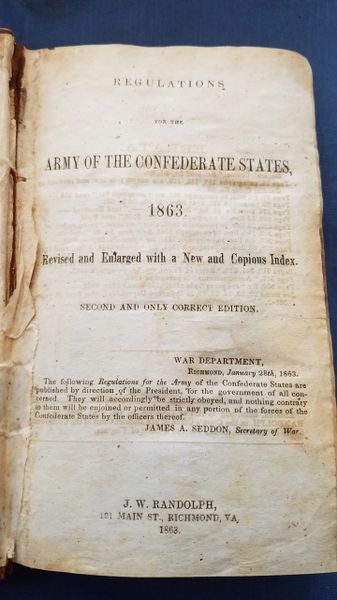 REGULATIONS
FOR THE
ARMY OF THE CONFEDERATE STATES,
1863.
Revised and Enlarged with a New and Copious Index.
SECOND AND ONLY CORRECT EDITION.
WAR DEPARTMENT,
RICHMOND, January 28th, 1863.
The following Regulations for the Army of the Confederate States are
published by direction of the President, for the government of all con-
cerned. They will accordingly be strictly obeyed, and nothing contrary
to them will be enjoined or permitted in any portion of the forces of the
Confederate States by the officers thereof.
JAMES A. SEDDON, Secretary of War.
J. W. RANDOLPH,
121 MAIN ST., RICHMOND, VA.
1863.